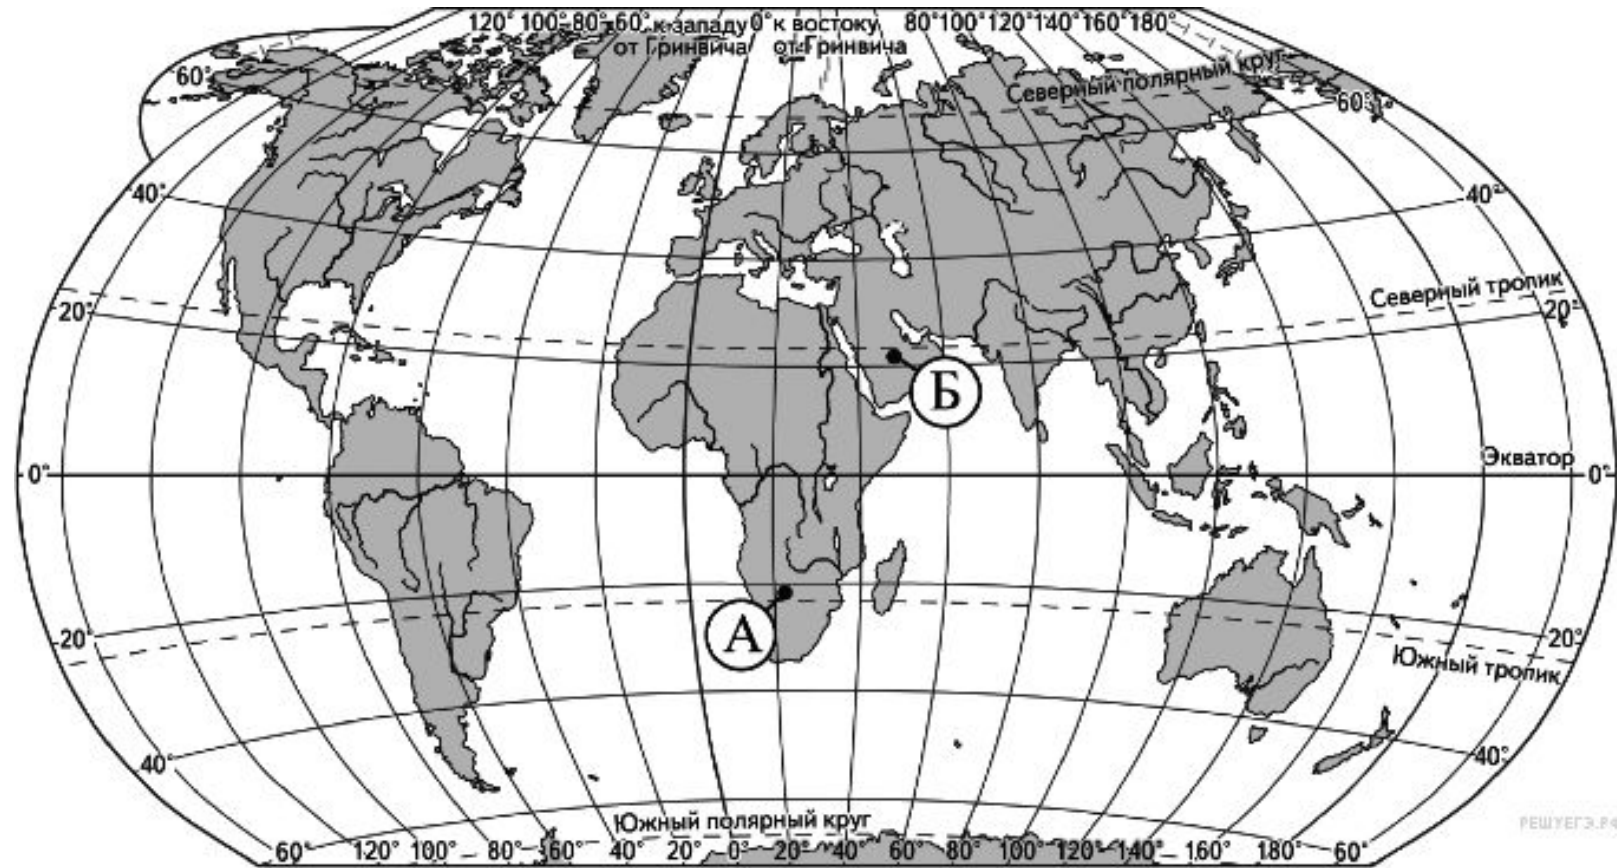 120° 100° 80° 60° к западу 0° к востоку 80° 100° 120° 140° 160° 180°
от Гринвича от Гринвича
60°
Северный полярный круг
60°
40°
40°
Северный тропик
20°
20°
Б
Экватор
0°
0°
А
20°
20°
Южный тропик
40°
40°
Южный полярный круг
РЕШУЕГЭ.РФ
60° 120° 100° 80° 60° 40° 20° 0° 20° 40° 60° 80° 100° 120° 140° 160° 180° 60°